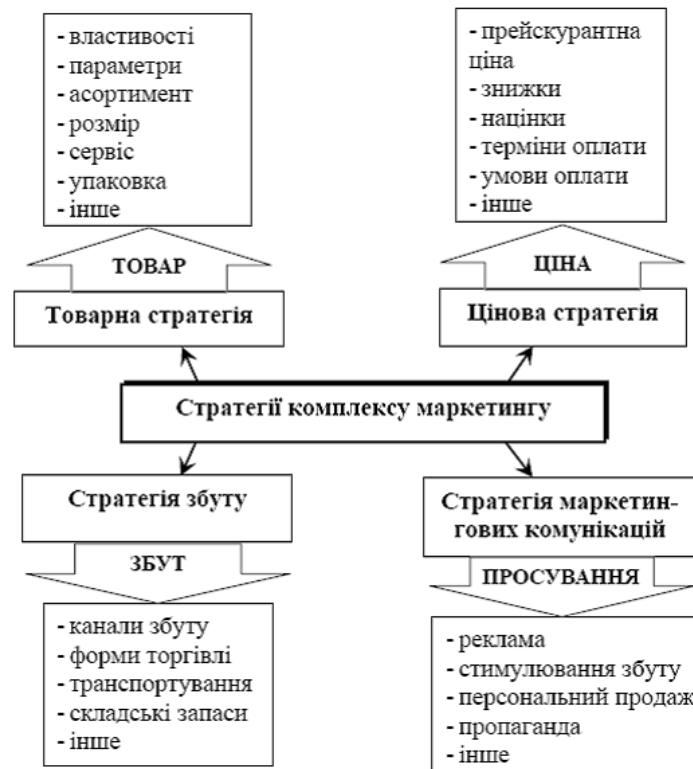 - властивості
- параметри
- асортимент
- розмір
- сервіс
- упаковка
- інше
ТОВАР
Товарна стратегія
- прейскурантна
ціна
- знижки
- націнки
- терміни оплати
- умови оплати
- інше
ЦІНА
Цінова стратегія
Стратегії комплексу маркетингу
Стратегія збуту
ЗБУТ
- канали збуту
- форми торгівлі
- транспортування
- складські запаси
- інше
Стратегія маркетин-
гових комунікацій
ПРОСУВАННЯ
- реклама
- стимулювання збуту
- персональний продаж
- пропаганда
- інше